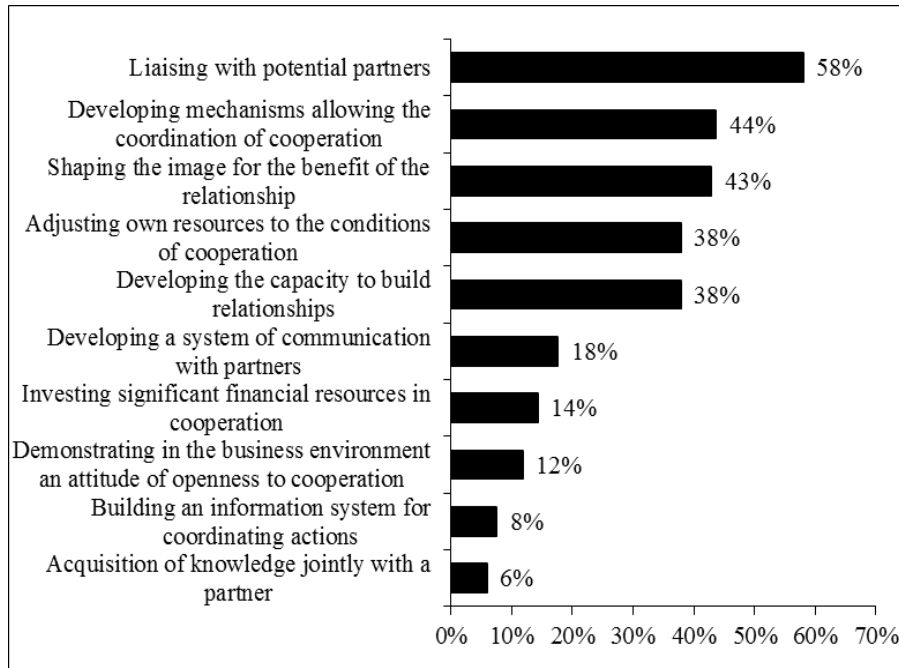 Liaising with potential partners
58%
Developing mechanisms allowing the
coordination of cooperation
44%
Shaping the image for the benefit of the
relationship
43%
Adjusting own resources to the conditions
of cooperation
38%
Developing the capacity to build
relationships
38%
Developing a system of communication
with partners
18%
Investing significant financial resources in
cooperation
14%
Demonstrating in the business environment
an attitude of openness to cooperation
12%
Building an information system for
coordinating actions
8%
Acquisition of knowledge jointly with a
partner
6%
0% 10% 20% 30% 40% 50% 60% 70%